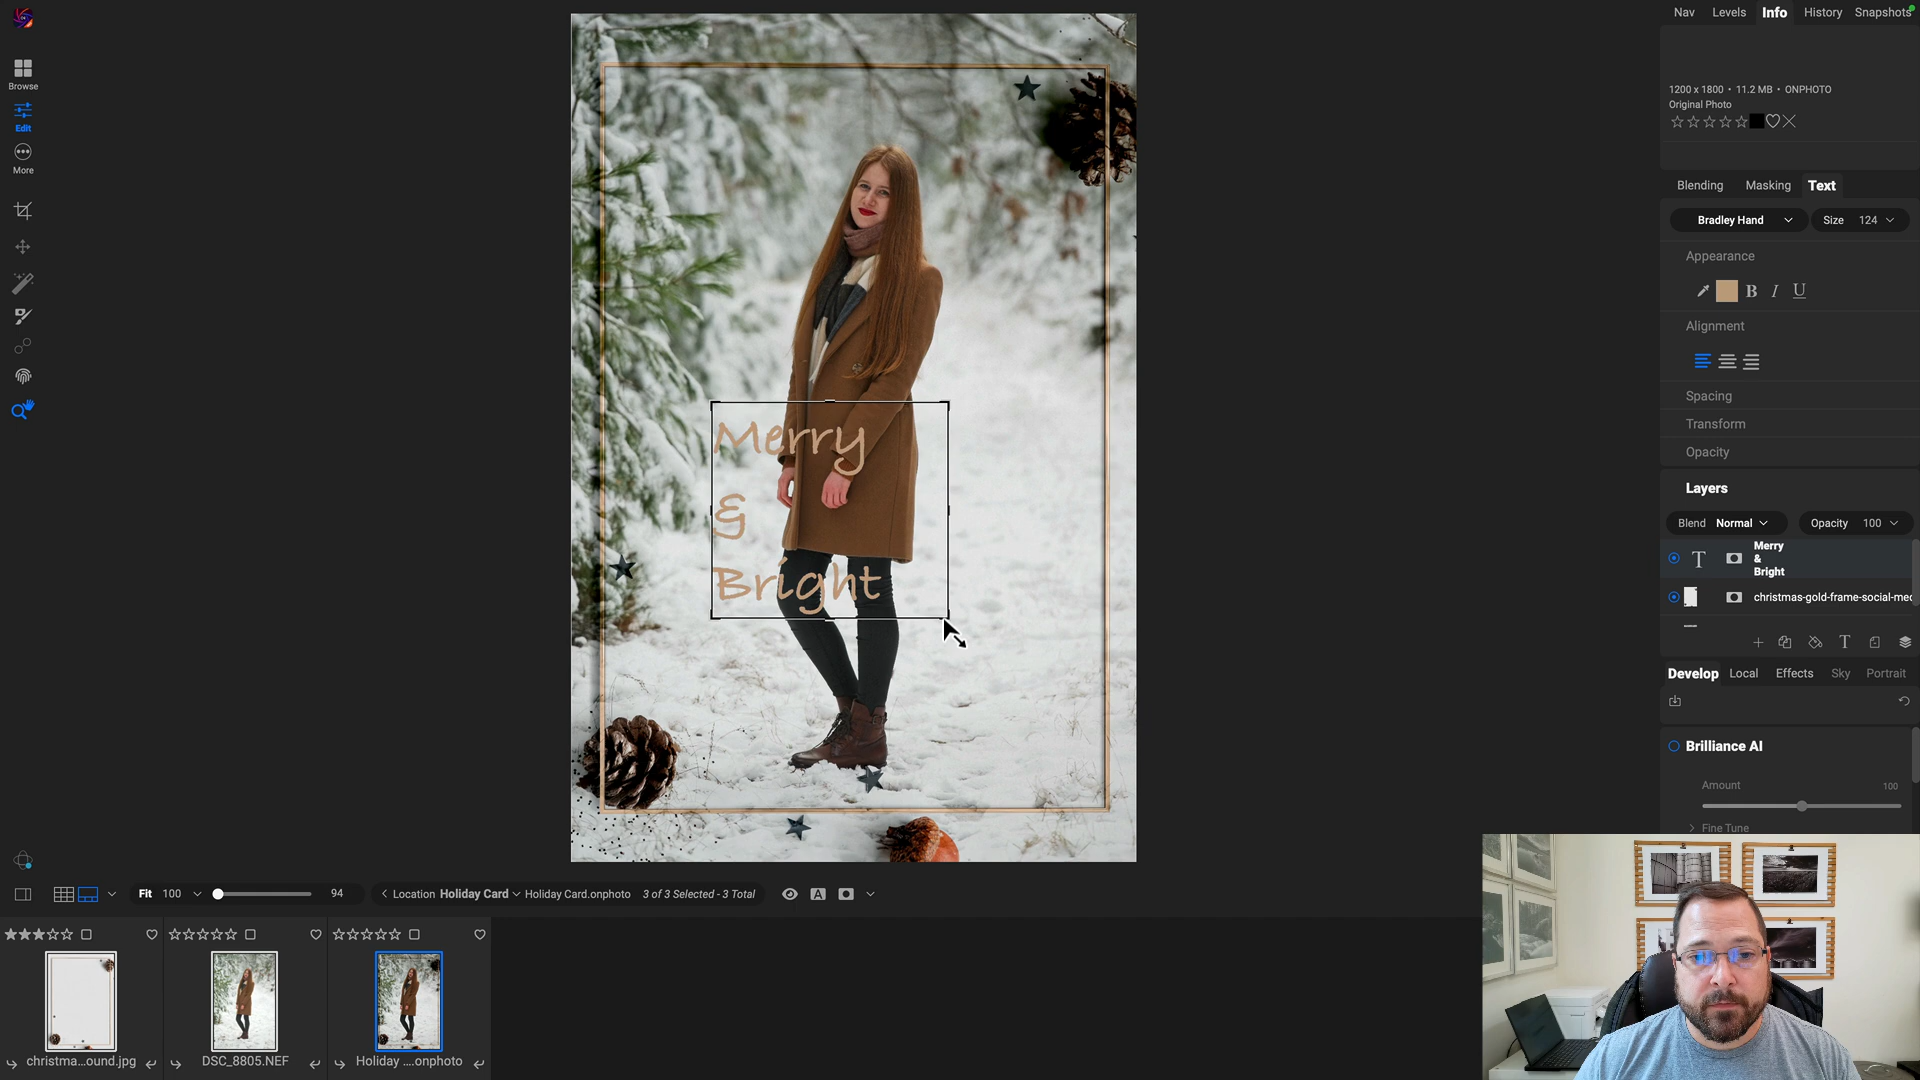 Nav Levels Info History Snapshots
Browse
Edit
More
1200 x 1800 • 11.2 MB • ONPHOTO
Original Photo
Blending Masking Text
Bradley Hand Size 124
Appearance
B I U
Alignment
Spacing
Transform
Opacity
Layers
Blend Normal Opacity 100
T Merry
&
Bright
christmas-gold-frame-social-med
T
Develop Local Effects Sky Portrait
Brilliance AI
Amount 100
Fine Tune
Merry
&
Bright
Fit 100 94 Location Holiday Card Holiday Card.onphoto 3 of 3 Selected - 3 Total A
christma...ound.jpg DSC_8805.NEF Holiday ....onphoto